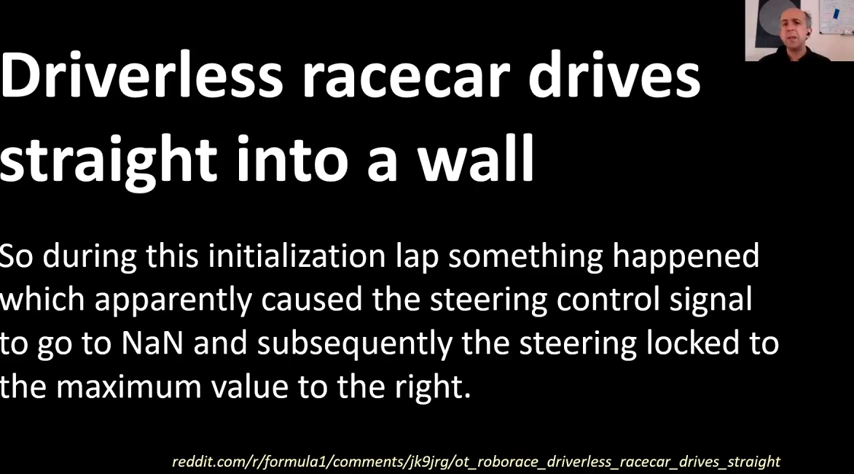 Driverless racecar drives
straight into a wall
So during this initialization lap something happened
which apparently caused the steering control signal
to go to NaN and subsequently the steering locked to
the maximum value to the right.
reddit.com/r/formula1/comments/jk9jrg/ot_roborace_driverless_racecar_drives_straight